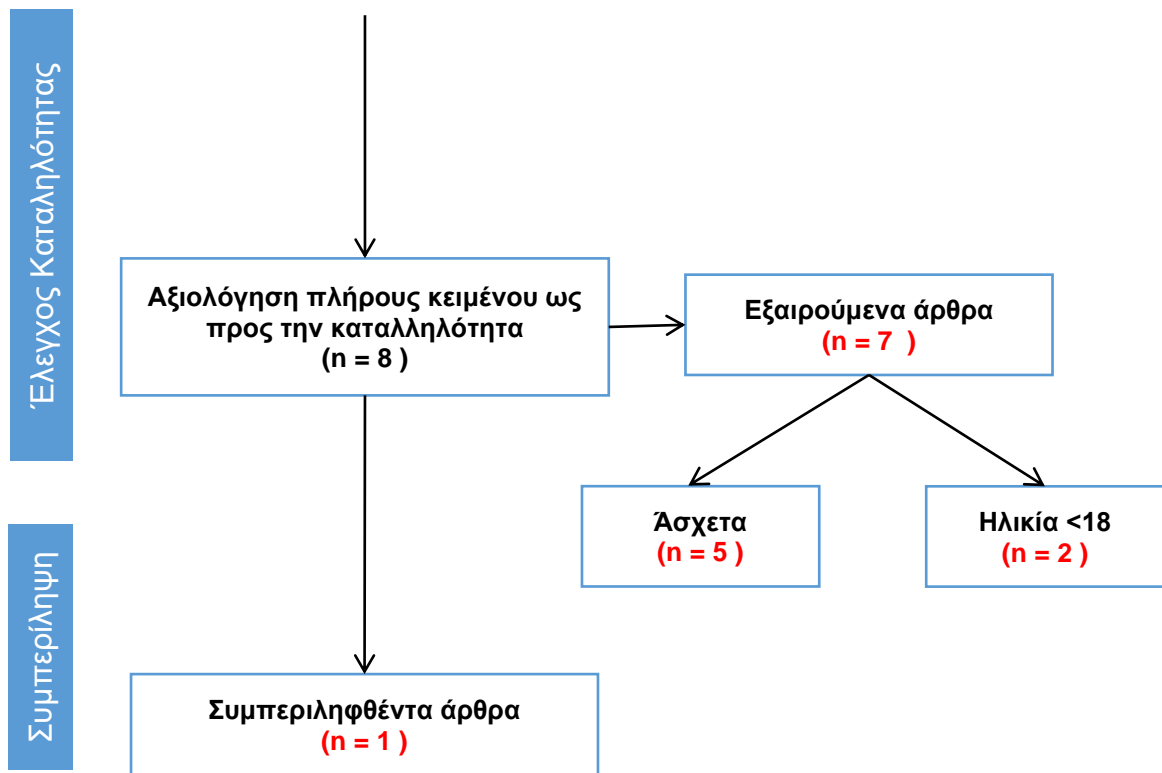 Έλεγχος Καταληλότητας
Αξιολόγηση πλήρους κειμένου ως
προς την καταλληλότητα
(n = 8 )
Εξαιρούμενα άρθρα
(n = 7 )
Άσχετα
(n = 5 )
Ηλικία <18
(n = 2 )
Συμπερίληψη
Συμπεριληφθέντα άρθρα
(n = 1 )